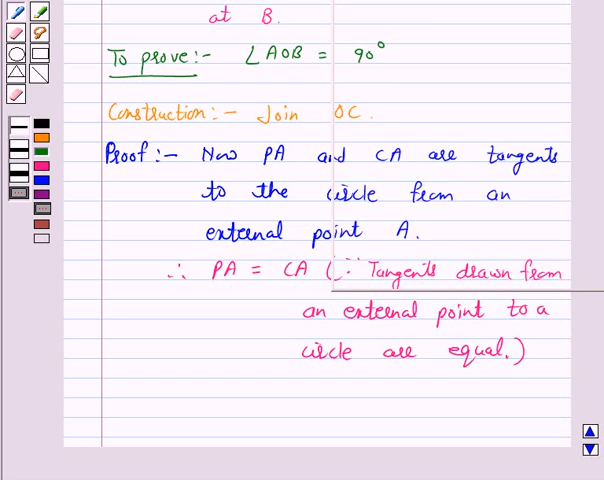 at B.
To prove:- ∠AOB = 90°
Construction:- Join OC.
Proof:- Now PA and CA are tangents
to the circle from an
external point A.
∴ PA = CA (∵ Tangents drawn from
an external point to a
circle are equal.)